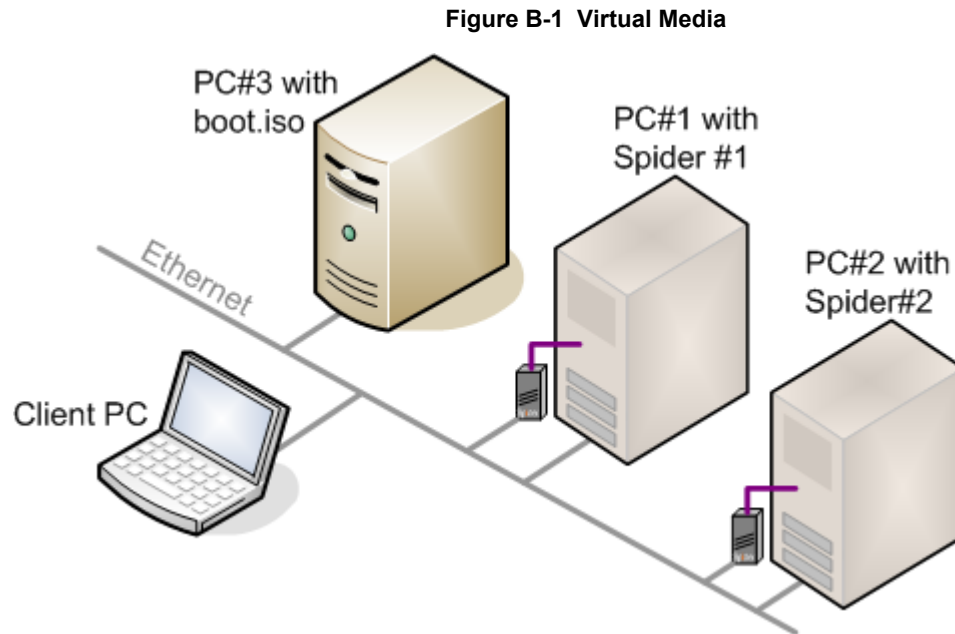 Figure B-1 Virtual Media
PC#3 with
boot.iso
PC#1 with
Spider #1
PC#2 with
Spider#2
Ethernet
Client PC